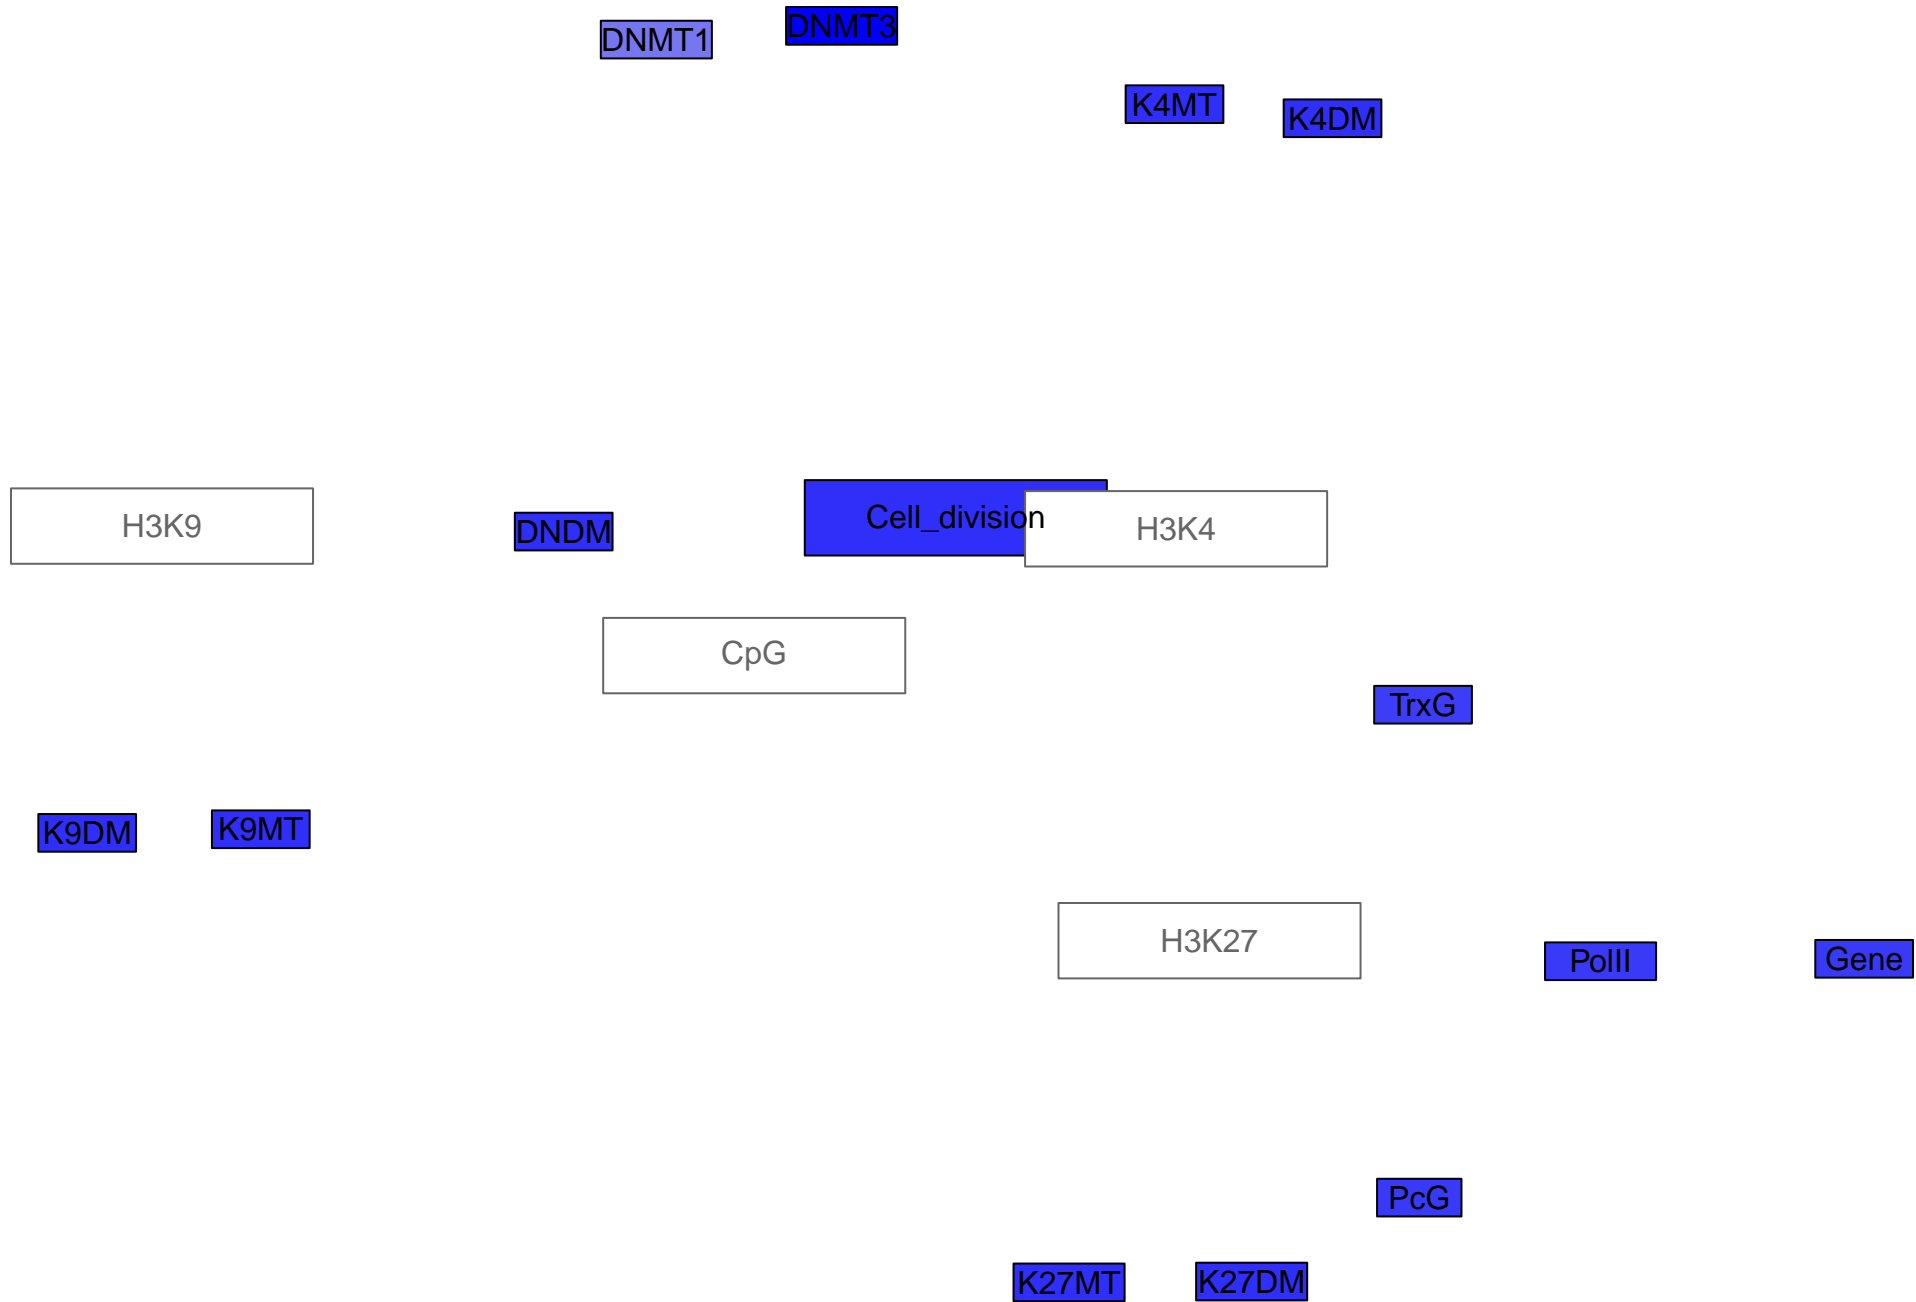 DNMT1
DNMT3
K4MT
K4DM
H3K9
DNDM
Cell_division
H3K4
CpG
TrxG
K9DM
K9MT
H3K27
PolII
Gene
PcG
K27MT
K27DM